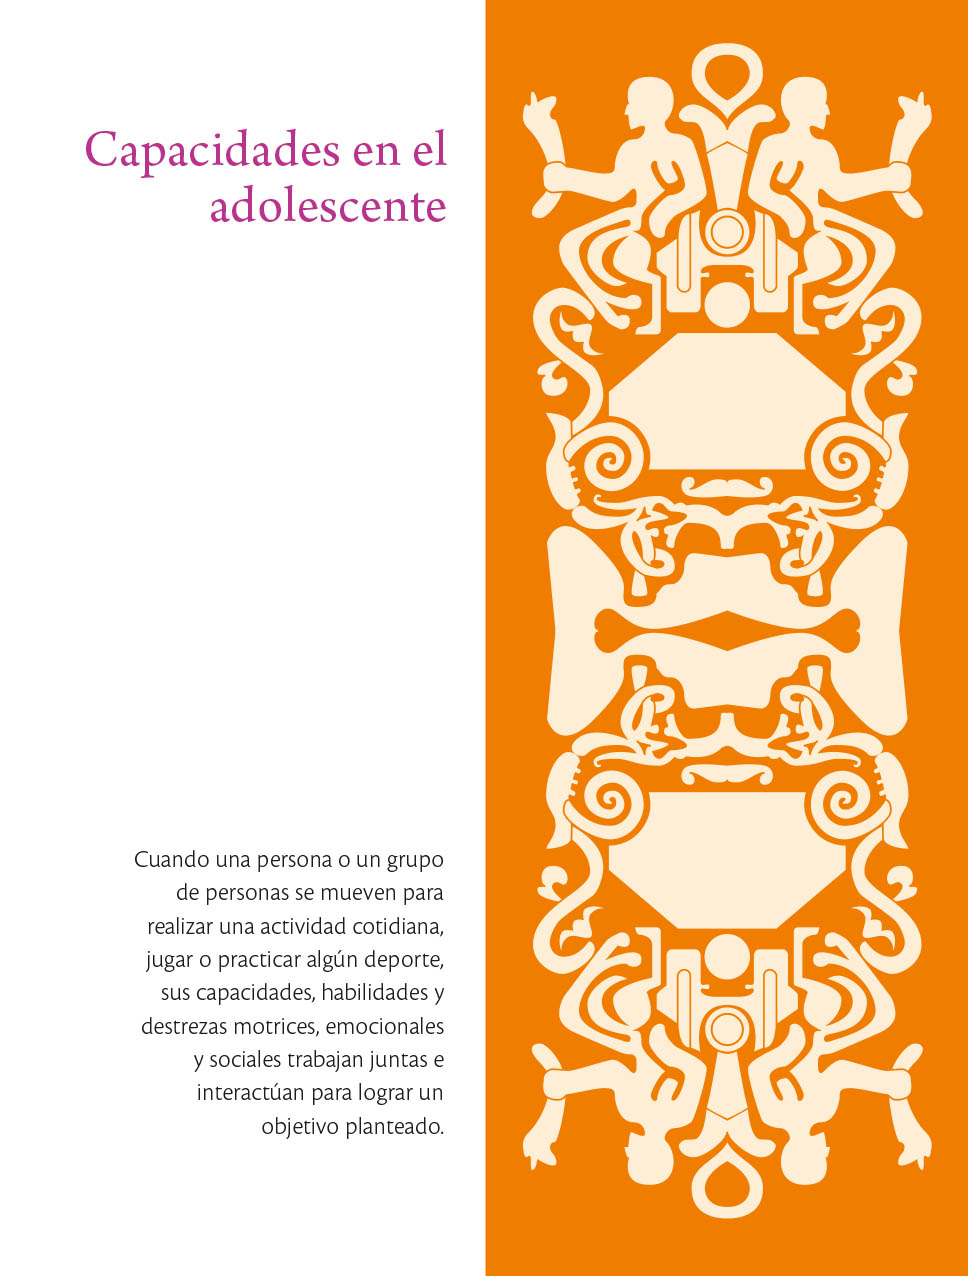 Capacidades en el
adolescente
Cuando una persona o un grupo
de personas se mueven para
realizar una actividad cotidiana,
jugar o practicar algún deporte,
sus capacidades, habilidades y
destrezas motrices, emocionales
y sociales trabajan juntas e
interactúan para lograr un
objetivo planteado.